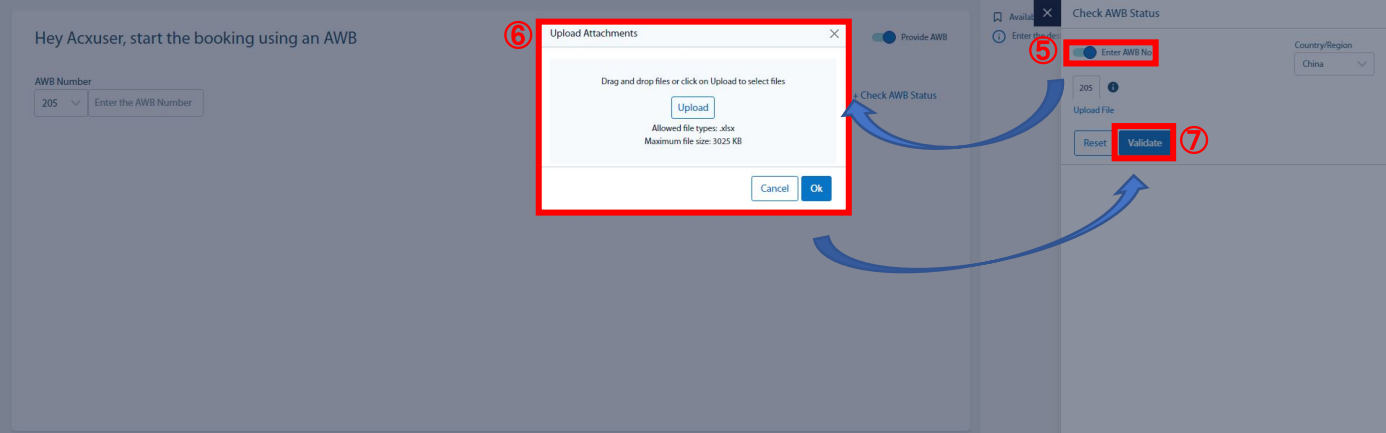 Hey Acxuser, start the booking using an AWB
Provide AWB
AWB Number
205
Enter the AWB Number
+ Check AWB Status
⑥
Upload Attachments
Drag and drop files or click on Upload to select files
Upload
Allowed file types: .xlsx
Maximum file size: 3025 KB
Cancel
Ok
Enter the des
Check AWB Status
⑤
Enter AWB No
Country/Region
China
205
Upload File
Reset
Validate
⑦